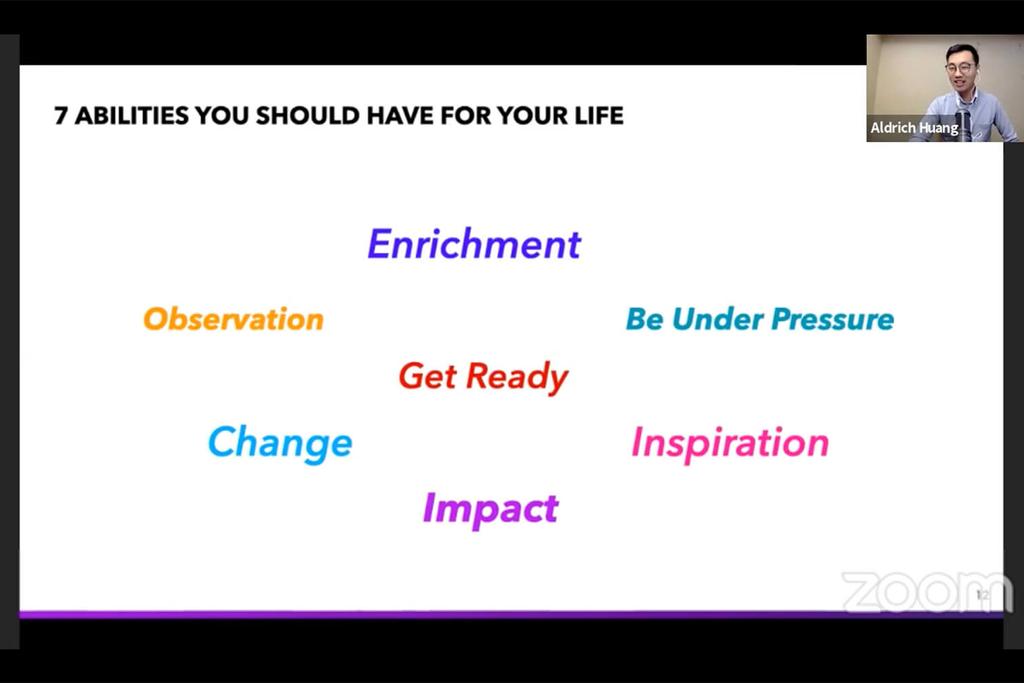 7 ABILITIES YOU SHOULD HAVE FOR YOUR LIFE
Aldrich Huang
Enrichment
Observation
Be Under Pressure
Get Ready
Change
Inspiration
Impact
zoom
12